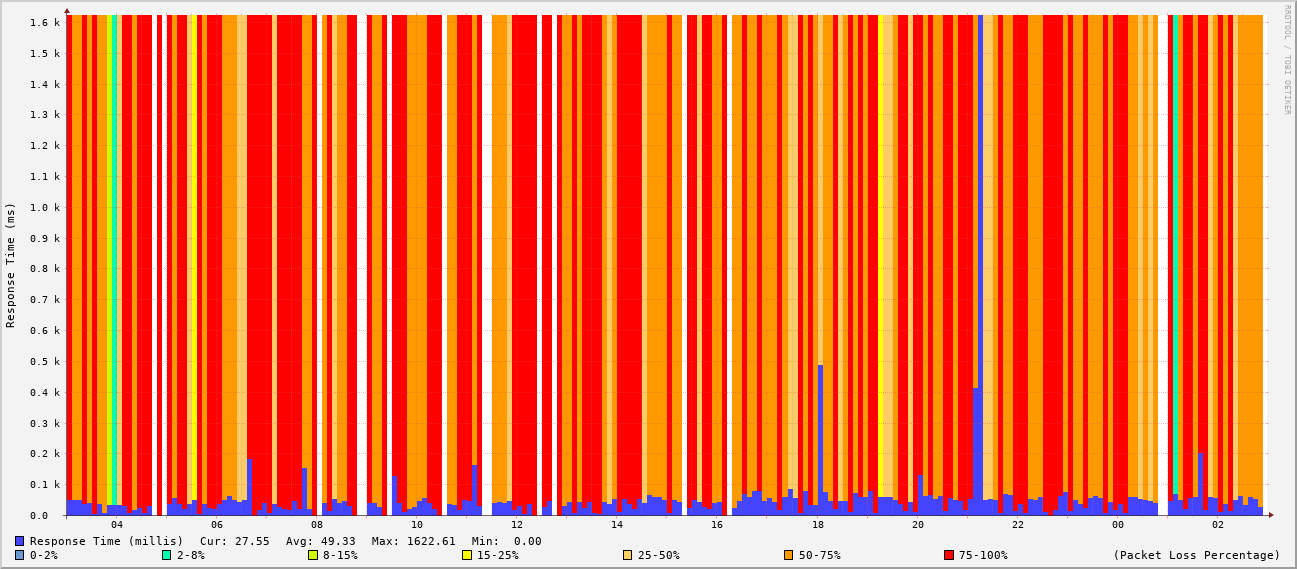 RRDTOOL / TOBI OETIKER
Response Time (ms)
1.6 k
1.5 k
1.4 k
1.3 k
1.2 k
1.1 k
1.0 k
0.9 k
0.8 k
0.7 k
0.6 k
0.5 k
0.4 k
0.3 k
0.2 k
0.1 k
0.0
04 06 08 10 12 14 16 18 20 22 00 02
Response Time (millis) Cur: 27.55 Avg: 49.33 Max: 1622.61 Min: 0.00
0-2% 2-8% 8-15% 15-25% 25-50% 50-75% 75-100% (Packet Loss Percentage)